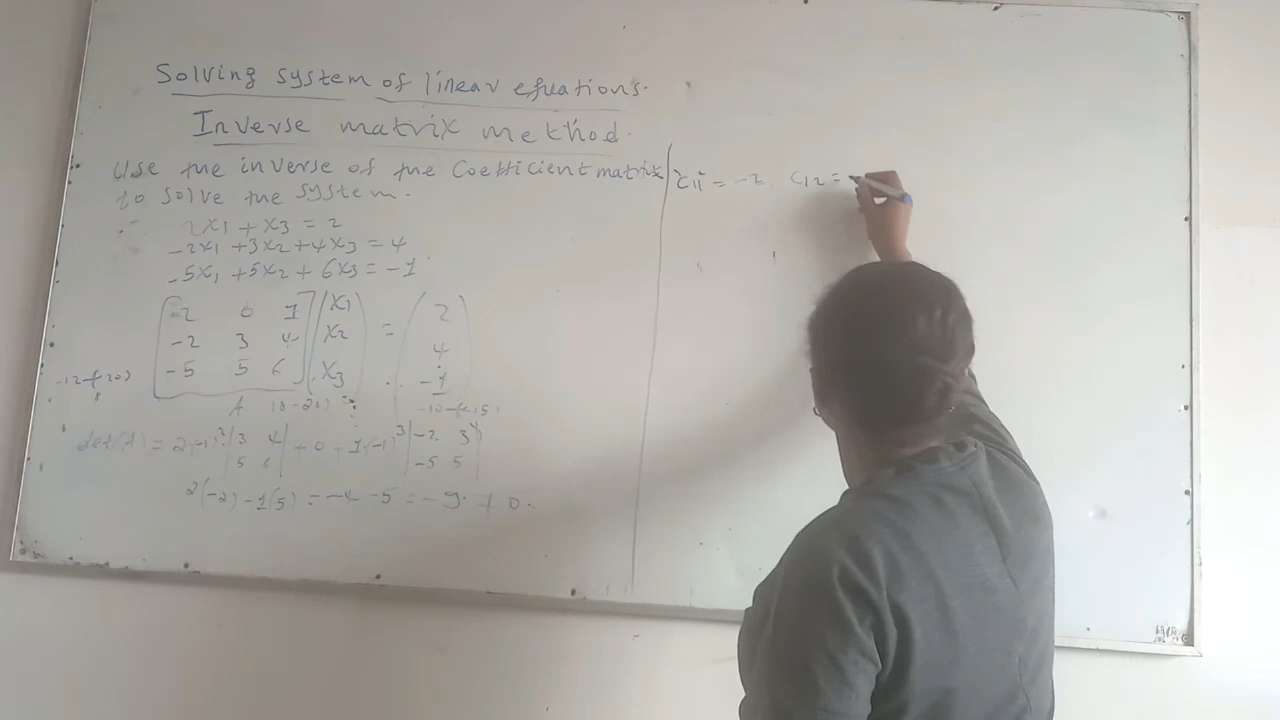 Solving system of linear equations.
Inverse matrix method.
Use the inverse of the Coefficient matrix
to solve the system.
2x1 + x3 = 2
-2x1 + 3x2 + 4x3 = 4
-5x1 + 5x2 + 6x3 = -1
2 0 1 x1 = 2
-2 3 4 x2 4
-5 5 6 x3 -1
A
det(A) = 2(-1)^2 |3 4| + 0 + 1(-1)^3 |-2 3|
5 6 -5 5
2(-2) - 1(5) = -4 - 5 = -9 ≠ 0.
C11 = -2, C12 =